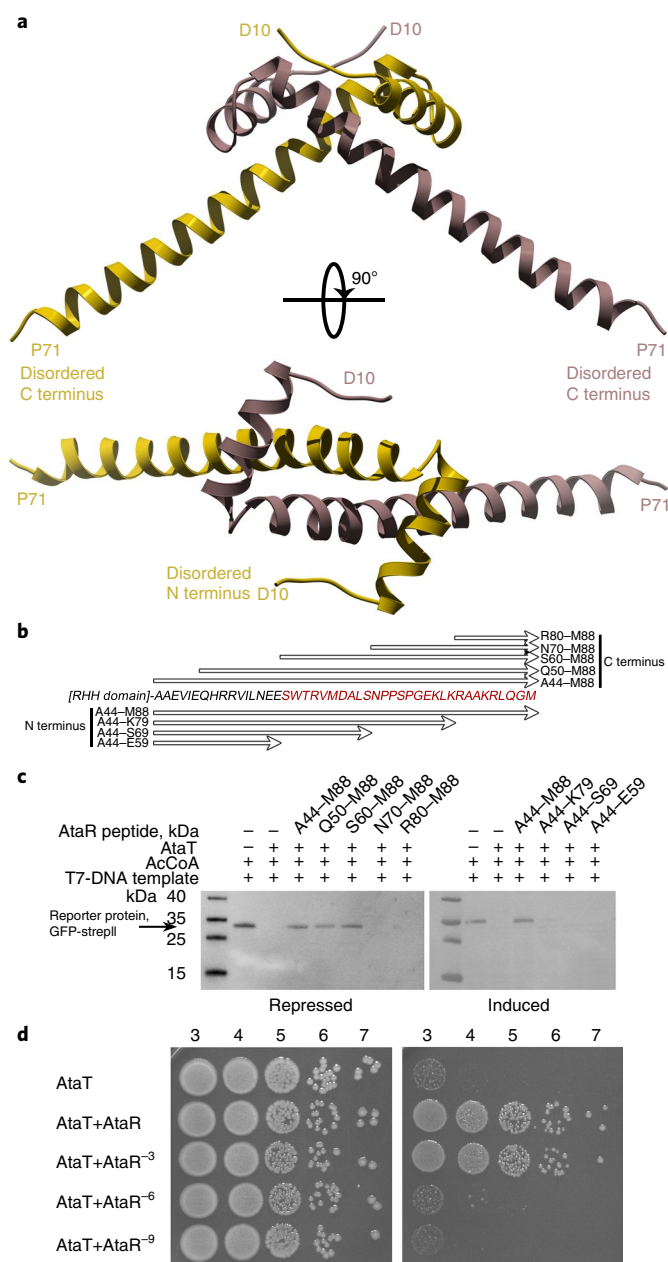 a
D10 D10
90°
P71 P71
Disordered Disordered
C terminus C terminus
D10
P71 P71
Disordered
N terminus D10
b
R80–M88
N70–M88
S60–M88
Q50–M88
A44–M88
C terminus
[RHH domain]-AAEVIEQHRRVILNEESWTRVMDALSNPPSPGEKLKRAAKRLQGM
N terminus
A44–M88
A44–K79
A44–S69
A44–E59
c
AtaR peptide, kDa – – A44–M88 Q50–M88 S60–M88 N70–M88 R80–M88 – – A44–M88 A44–K79 A44–S69 A44–E59
AtaT – + + + + + + – + + + + +
AcCoA + + + + + + + + + + + + +
T7-DNA template + + + + + + + + + + + + +
kDa
40
35
25
15
Reporter protein,
GFP-strepII
Repressed Induced
d
3 4 5 6 7 3 4 5 6 7
AtaT
AtaT+AtaR
AtaT+AtaR–3
AtaT+AtaR–6
AtaT+AtaR–9